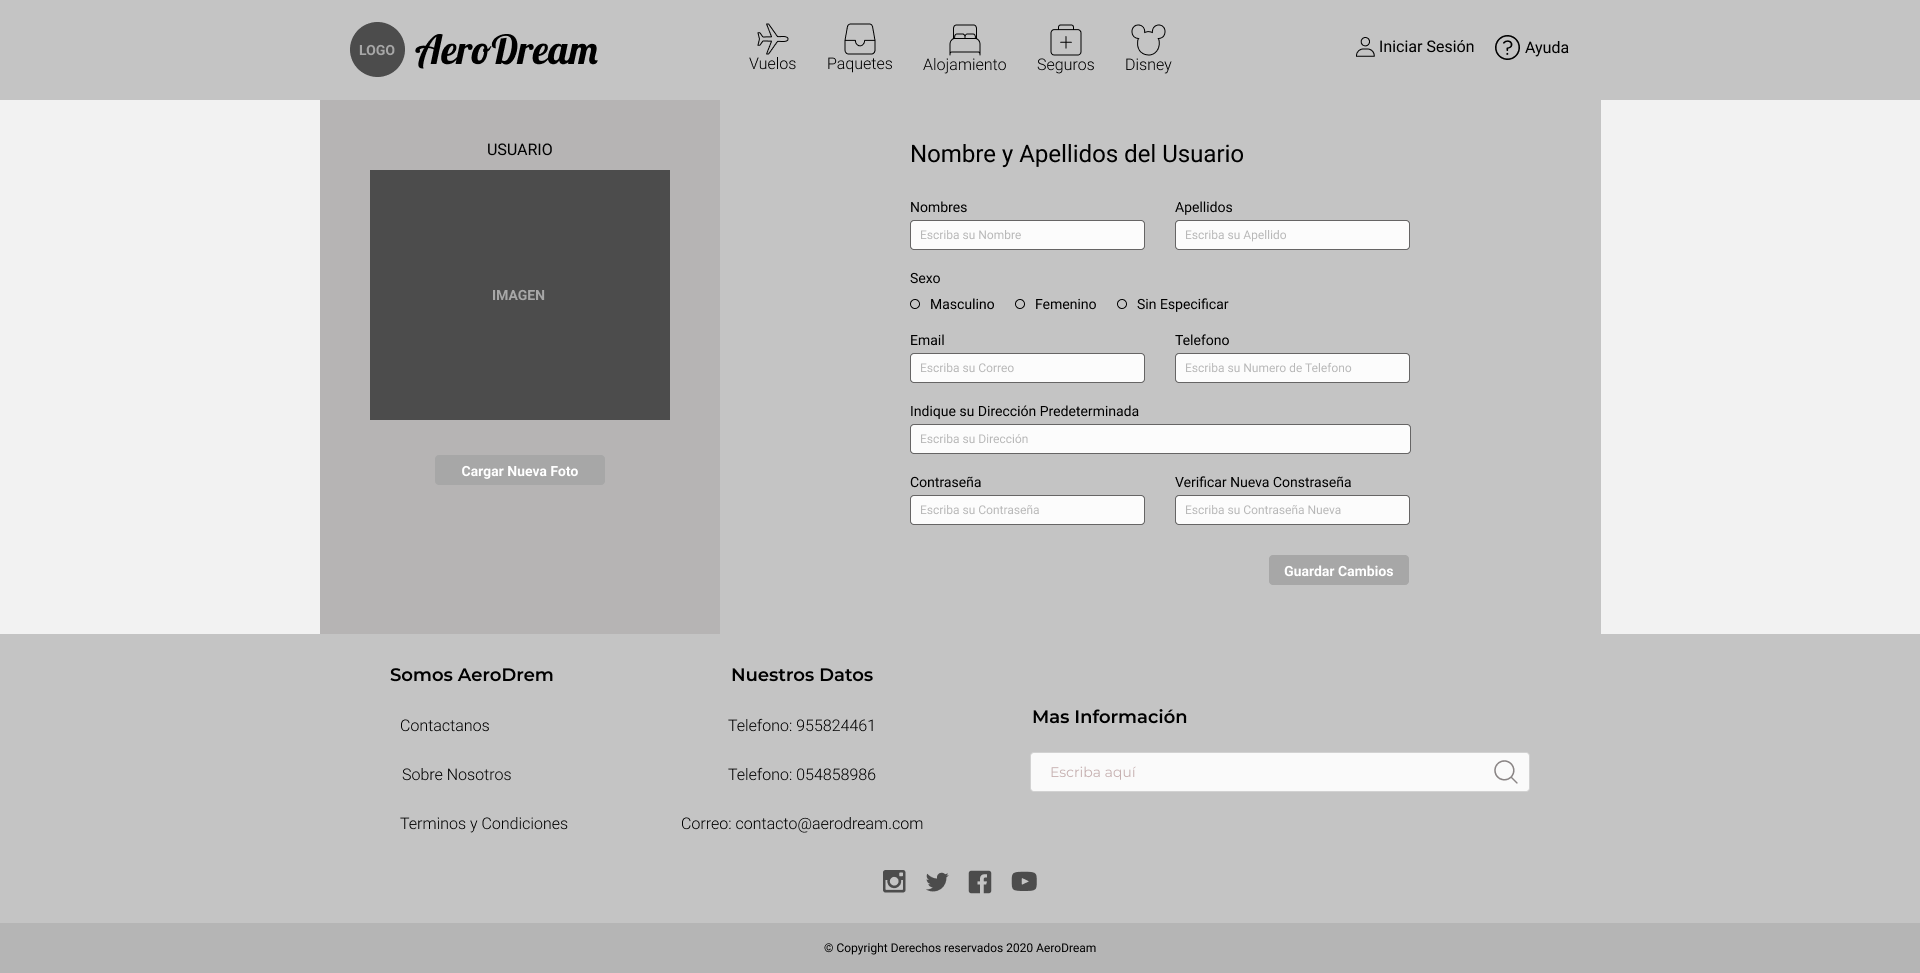 LOGO
AeroDream
Vuelos
Paquetes
Alojamiento
Seguros
Disney
Iniciar Sesión
Ayuda
USUARIO
IMAGEN
Cargar Nueva Foto
Nombre y Apellidos del Usuario
Nombres
Apellidos
Escriba su Nombre
Escriba su Apellido
Sexo
Masculino
Femenino
Sin Especificar
Email
Telefono
Escriba su Correo
Escriba su Numero de Telefono
Indique su Dirección Predeterminada
Escriba su Dirección
Contraseña
Verificar Nueva Constraseña
Escriba su Contraseña
Escriba su Contraseña Nueva
Guardar Cambios
Somos AeroDrem
Contactanos
Sobre Nosotros
Terminos y Condiciones
Nuestros Datos
Telefono: 955824461
Telefono: 054858986
Correo: contacto@aerodream.com
Mas Información
Escriba aquí
© Copyright Derechos reservados 2020 AeroDream